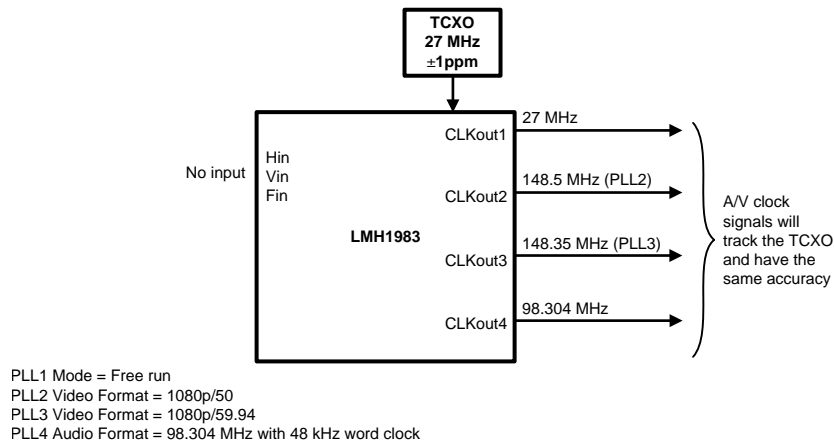 TCXO
27 MHz
±1ppm
27 MHz
CLKout1
No input
Hin
Vin
Fin
148.5 MHz (PLL2)
CLKout2
LMH1983
148.35 MHz (PLL3)
CLKout3
98.304 MHz
CLKout4
A/V clock
signals will
track the TCXO
and have the
same accuracy
PLL1 Mode = Free run
PLL2 Video Format = 1080p/50
PLL3 Video Format = 1080p/59.94
PLL4 Audio Format = 98.304 MHz with 48 kHz word clock